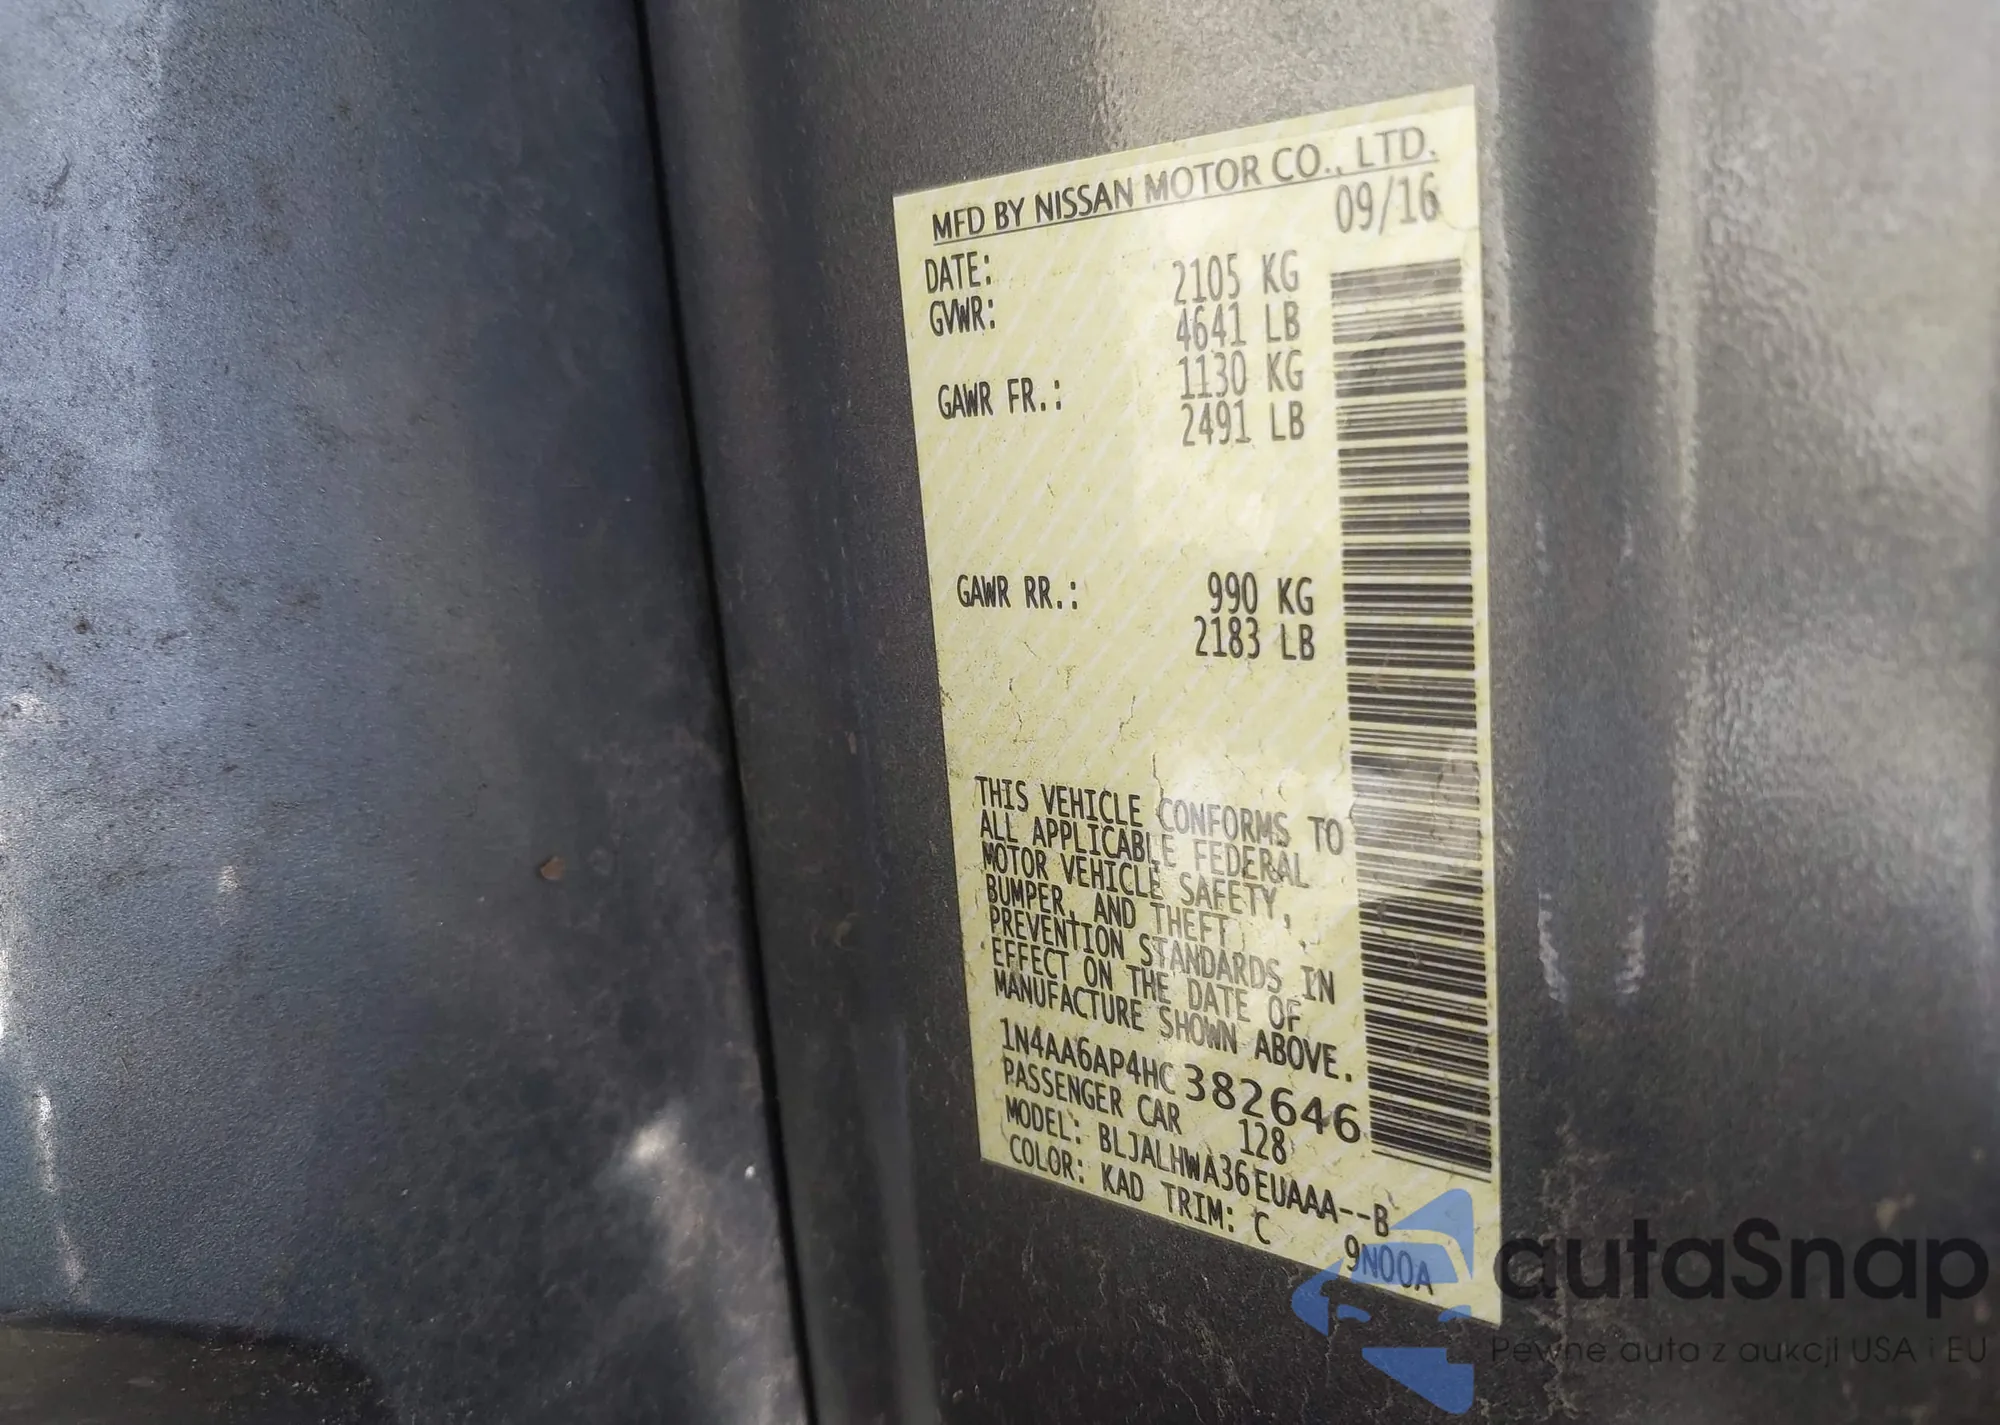 MFD BY NISSAN MOTOR CO., LTD.
DATE: 09/16
GVWR: 2105 KG
4641 LB
GAWR FR.: 1130 KG
2491 LB
GAWR RR.: 990 KG
2183 LB
THIS VEHICLE CONFORMS TO
ALL APPLICABLE FEDERAL
MOTOR VEHICLE SAFETY,
BUMPER, AND THEFT
PREVENTION STANDARDS IN
EFFECT ON THE DATE OF
MANUFACTURE SHOWN ABOVE.
1N4AA6AP4HC382646
PASSENGER CAR 128
MODEL: BLJALHWA36EUAAA--B
COLOR: KAD TRIM: C 9N00A
autaSnap
Pewne auta z aukcji USA i EU